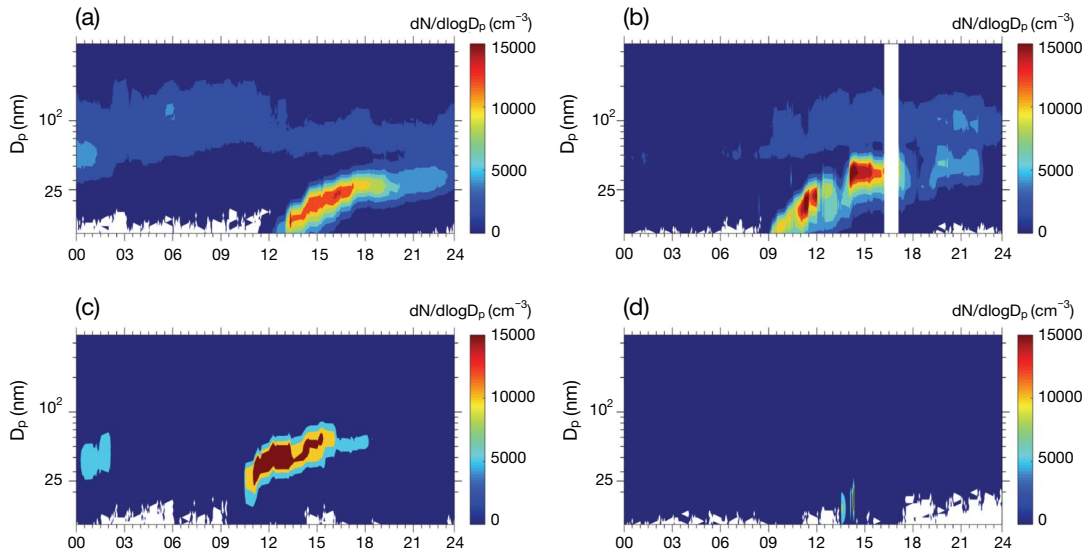 (a) dN/dlogDp (cm⁻³)
15000
10000
5000
0
Dp (nm)
10²
25
00 03 06 09 12 15 18 21 24
(b) dN/dlogDp (cm⁻³)
15000
10000
5000
0
Dp (nm)
10²
25
00 03 06 09 12 15 18 21 24
(c) dN/dlogDp (cm⁻³)
15000
10000
5000
0
Dp (nm)
10²
25
00 03 06 09 12 15 18 21 24
(d) dN/dlogDp (cm⁻³)
15000
10000
5000
0
Dp (nm)
10²
25
00 03 06 09 12 15 18 21 24